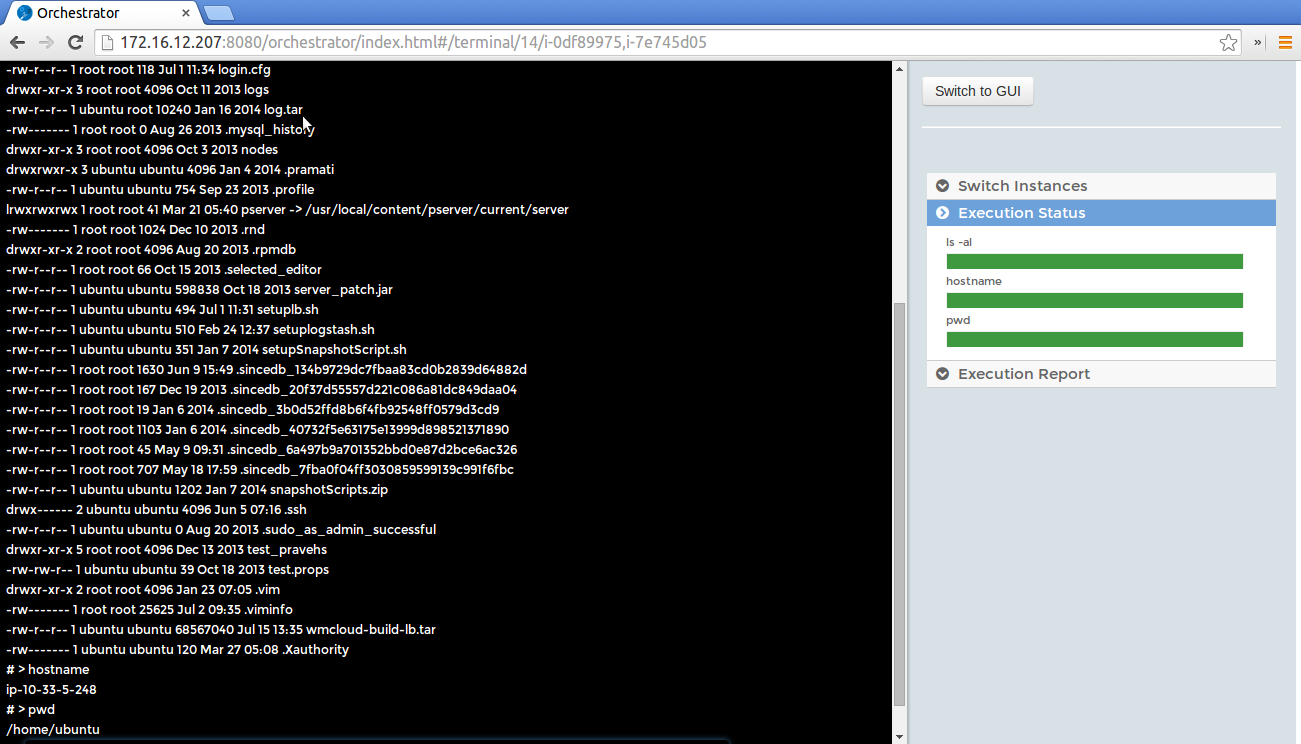 Orchestrator
172.16.12.207:8080/orchestrator/index.html#/terminal/14/i-0df89975,i-7e745d05
-rw-r--r-- 1 root root 118 Jul 1 11:34 login.cfg
drwxr-xr-x 3 root root 4096 Oct 11 2013 logs
-rw-r--r-- 1 ubuntu root 10240 Jan 16 2014 log.tar
-rw------- 1 root root 0 Aug 26 2013 .mysql_history
drwxr-xr-x 3 root root 4096 Oct 3 2013 nodes
drwxrwxr-x 3 ubuntu ubuntu 4096 Jan 4 2014 .pramati
-rw-r--r-- 1 ubuntu ubuntu 754 Sep 23 2013 .profile
lrwxrwxrwx 1 root root 41 Mar 21 05:40 pserver -> /usr/local/content/pserver/current/server
-rw------- 1 root root 1024 Dec 10 2013 .rnd
drwxr-xr-x 2 root root 4096 Aug 20 2013 .rpmdb
-rw-r--r-- 1 root root 66 Oct 15 2013 .selected_editor
-rw-r--r-- 1 ubuntu ubuntu 598838 Oct 18 2013 server_patch.jar
-rw-r--r-- 1 ubuntu ubuntu 494 Jul 1 11:31 setuplb.sh
-rw-r--r-- 1 ubuntu ubuntu 510 Feb 24 12:37 setuplogstash.sh
-rw-r--r-- 1 ubuntu ubuntu 351 Jan 7 2014 setupSnapshotScript.sh
-rw-r--r-- 1 root root 1630 Jun 9 15:49 .sincedb_134b9729dc7fbaa83cd0b2839d64882d
-rw-r--r-- 1 root root 167 Dec 19 2013 .sincedb_20f37d55557d221c086a81dc849daa04
-rw-r--r-- 1 root root 19 Jan 6 2014 .sincedb_3b0d52ffd8b6f4fb92548ff0579d3cd9
-rw-r--r-- 1 root root 1103 Jan 6 2014 .sincedb_40732f5e63175e13999d898521371890
-rw-r--r-- 1 root root 45 May 9 09:31 .sincedb_6a497b9a701352bbd0e87d2bce6ac326
-rw-r--r-- 1 root root 707 May 18 17:59 .sincedb_7fba0f04ff3030859599139c991f6fbc
-rw-r--r-- 1 ubuntu ubuntu 1202 Jan 7 2014 snapshotScripts.zip
drwx------ 2 ubuntu ubuntu 4096 Jun 5 07:16 .ssh
-rw-r--r-- 1 ubuntu ubuntu 0 Aug 20 2013 .sudo_as_admin_successful
drwxr-xr-x 5 root root 4096 Dec 13 2013 test_pravehs
-rw-rw-r-- 1 ubuntu ubuntu 39 Oct 18 2013 test.props
drwxr-xr-x 2 root root 4096 Jan 23 07:05 .vim
-rw------- 1 root root 25625 Jul 2 09:35 .viminfo
-rw-r--r-- 1 ubuntu ubuntu 68567040 Jul 15 13:35 wmcloud-build-lb.tar
-rw------- 1 ubuntu ubuntu 120 Mar 27 05:08 .Xauthority
# > hostname
ip-10-33-5-248
# > pwd
/home/ubuntu
Switch to GUI
Switch Instances
Execution Status
ls -al
hostname
pwd
Execution Report